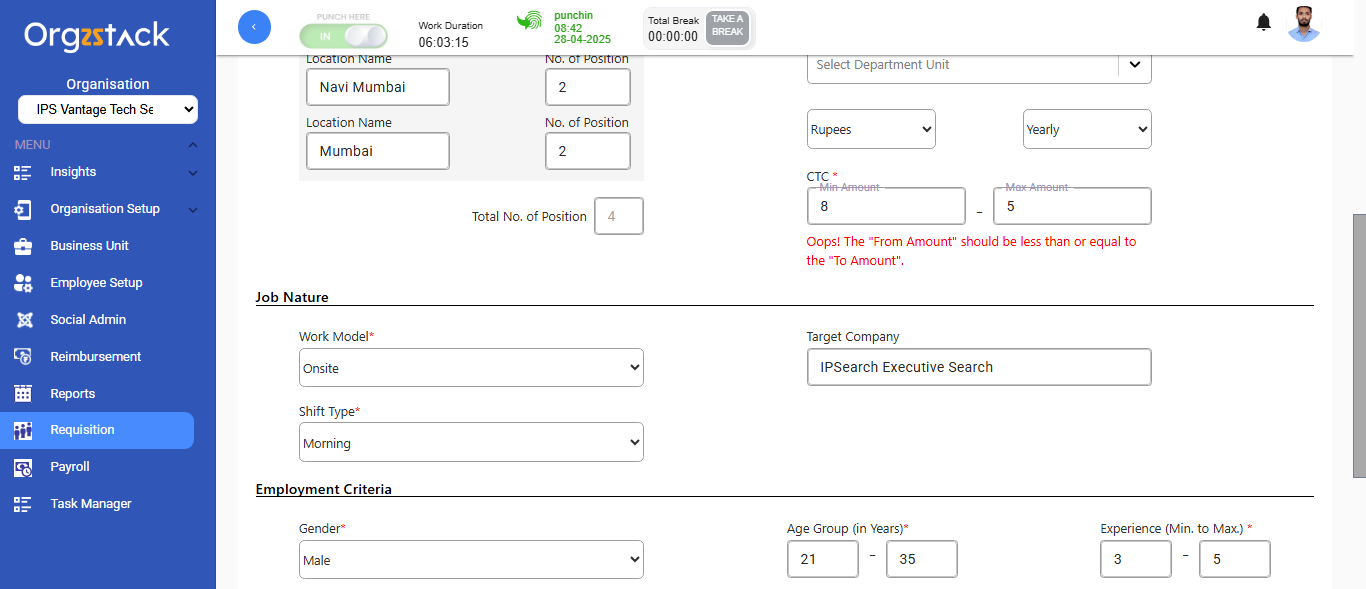 Orgzstack
Organisation
IPS Vantage Tech Se
MENU
Insights
Organisation Setup
Business Unit
Employee Setup
Social Admin
Reimbursement
Reports
Requisition
Payroll
Task Manager
PUNCH HERE
IN
Work Duration
06:03:15
punchin
08:42
28-04-2025
Total Break
00:00:00
TAKE A
BREAK
Location Name
No. of Position
Navi Mumbai
2
Location Name
No. of Position
Mumbai
2
Total No. of Position
4
Select Department Unit
Rupees
Yearly
CTC *
Min Amount
8
-
Max Amount
5
Oops! The "From Amount" should be less than or equal to
the "To Amount".
Job Nature
Work Model*
Onsite
Target Company
IPSearch Executive Search
Shift Type*
Morning
Employment Criteria
Gender*
Male
Age Group (in Years)*
21 - 35
Experience (Min. to Max.) *
3 - 5